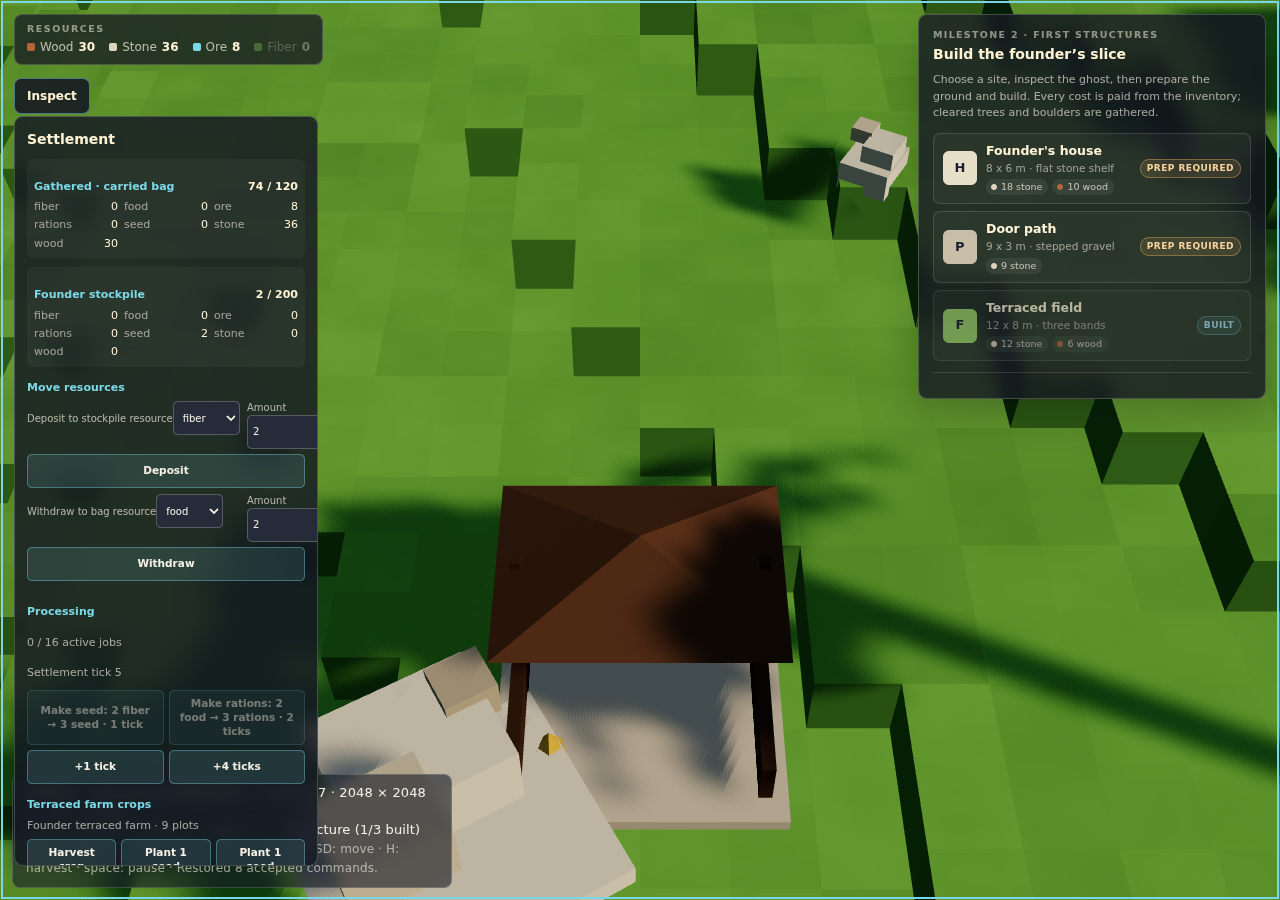 RESOURCES
Wood 30 Stone 36 Ore 8 Fiber 0
Inspect
Settlement
Gathered · carried bag 74 / 120
fiber 0 food 0 ore 8
rations 0 seed 0 stone 36
wood 30
Founder stockpile 2 / 200
fiber 0 food 0 ore 0
rations 0 seed 2 stone 0
wood 0
Move resources
Deposit to stockpile resource fiber Amount 2
Deposit
Withdraw to bag resource food Amount 2
Withdraw
Processing
0 / 16 active jobs
Settlement tick 5
Make seed: 2 fiber → 3 seed · 1 tick
Make rations: 2 food → 3 rations · 2 ticks
+1 tick +4 ticks
Terraced farm crops
Founder terraced farm · 9 plots
Harvest Plant 1 Plant 1
7 · 2048 × 2048
cture (1/3 built)
SD: move · H:
harvest · space: pause · Restored 8 accepted commands.
MILESTONE 2 · FIRST STRUCTURES
Build the founder’s slice
Choose a site, inspect the ghost, then prepare the
ground and build. Every cost is paid from the inventory;
cleared trees and boulders are gathered.
H Founder's house
8 x 6 m · flat stone shelf
18 stone 10 wood
PREP REQUIRED
P Door path
9 x 3 m · stepped gravel
9 stone
PREP REQUIRED
F Terraced field
12 x 8 m · three bands
12 stone 6 wood
BUILT